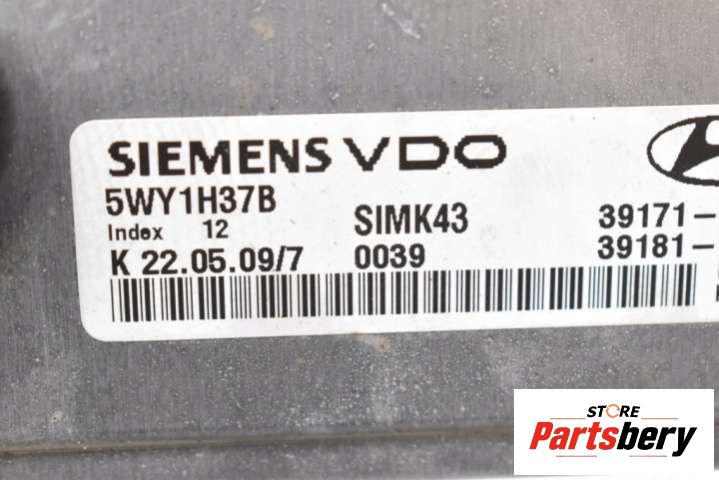 SIEMENS VDO
5WY1H37B
Index 12
SIMK43
39171-
K 22.05.09/7
0039
39181-
STORE
Partsbery